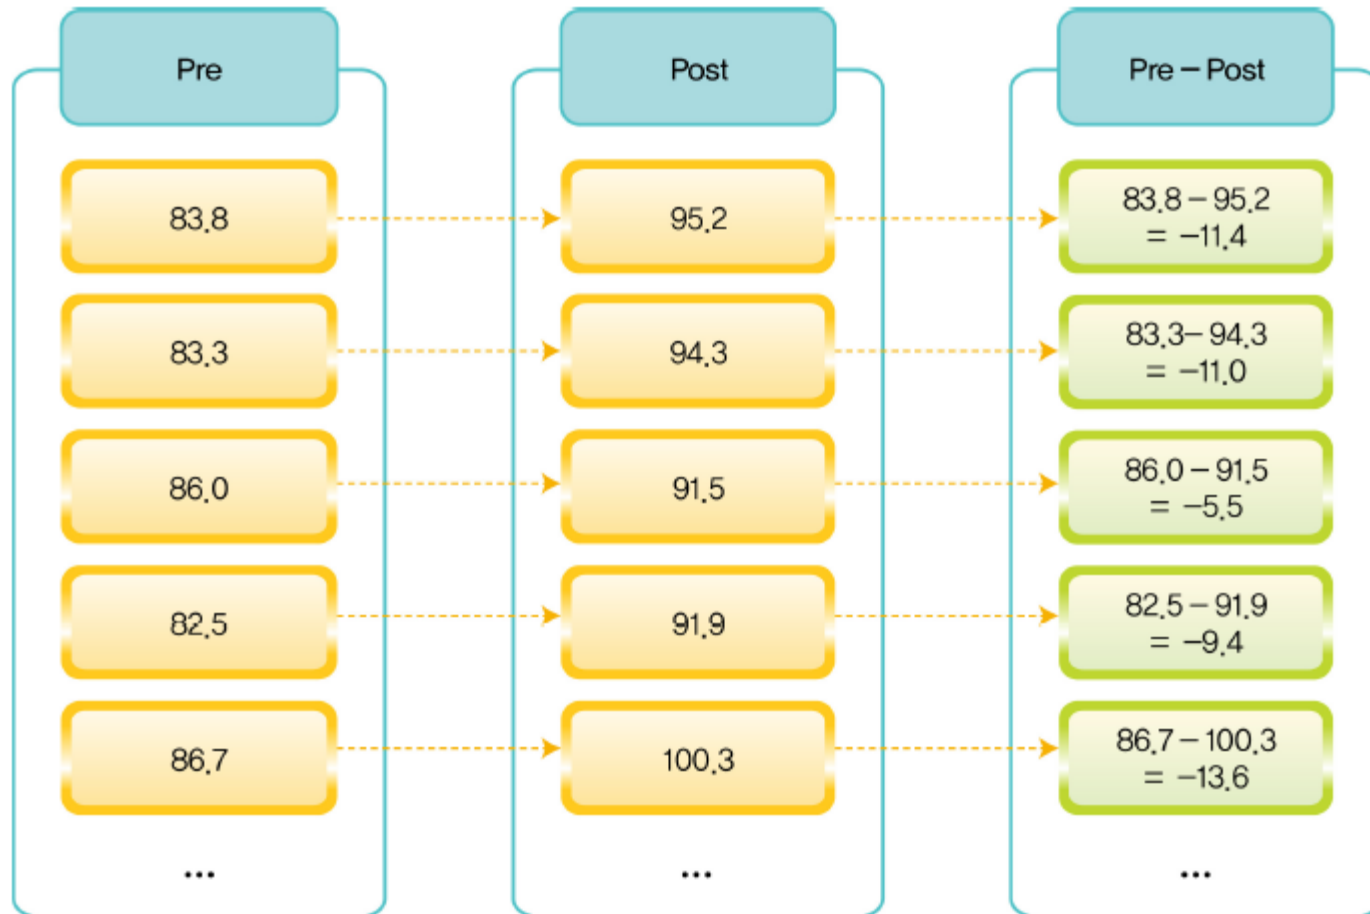 Pre
Post
Pre – Post
83.8
95.2
83.8 – 95.2
= –11.4
83.3
94.3
83.3– 94.3
= –11.0
86.0
91.5
86.0 – 91.5
= –5.5
82.5
91.9
82.5 – 91.9
= –9.4
86.7
100.3
86.7 – 100.3
= –13.6
...
...
...